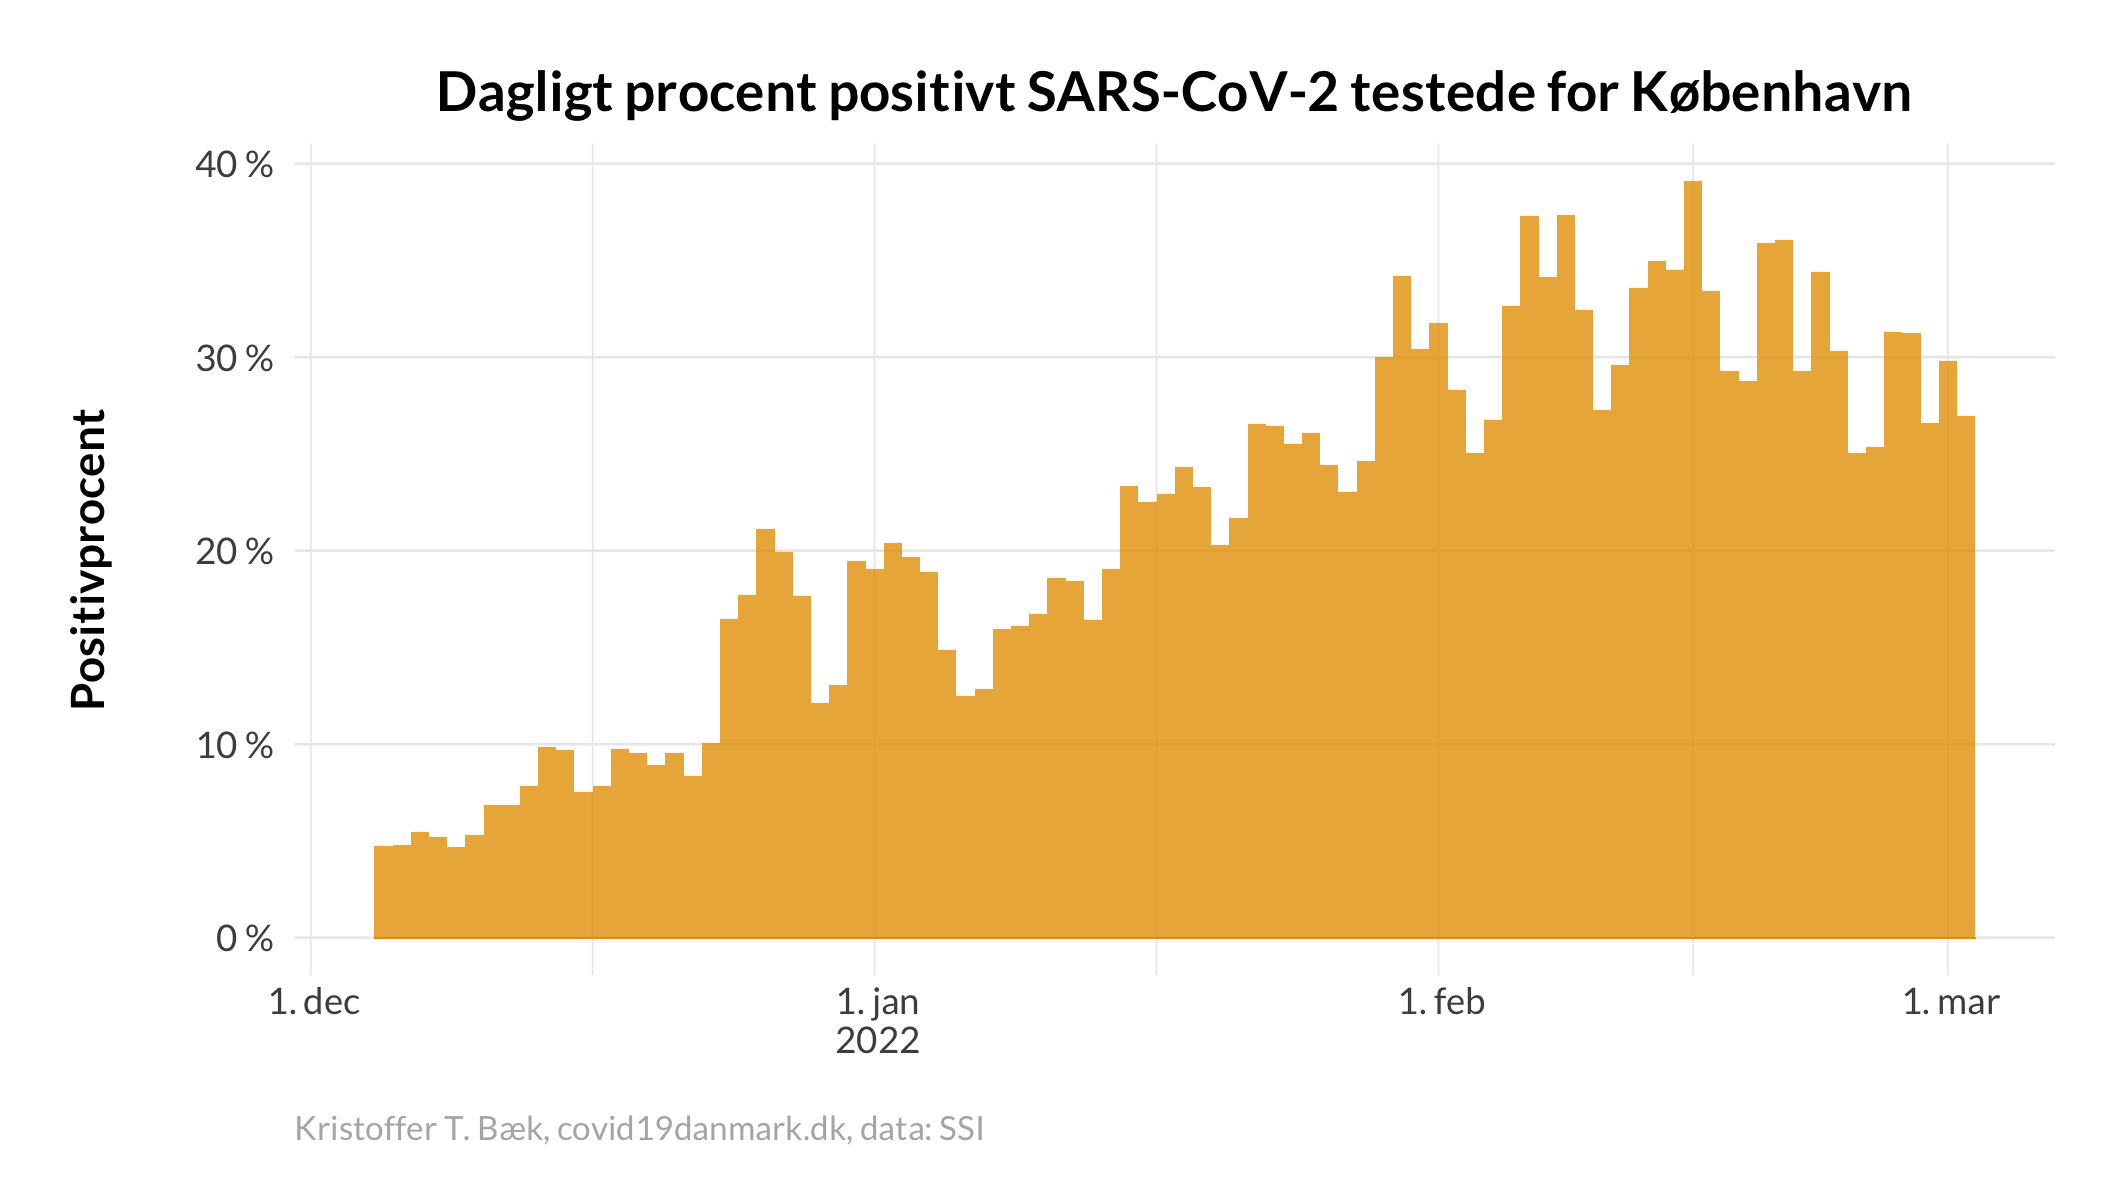 Dagligt procent positivt SARS-CoV-2 testede for København
Positivprocent
40 %
30 %
20 %
10 %
0 %
1. dec
1. jan
2022
1. feb
1. mar
Kristoffer T. Bæk, covid19danmark.dk, data: SSI